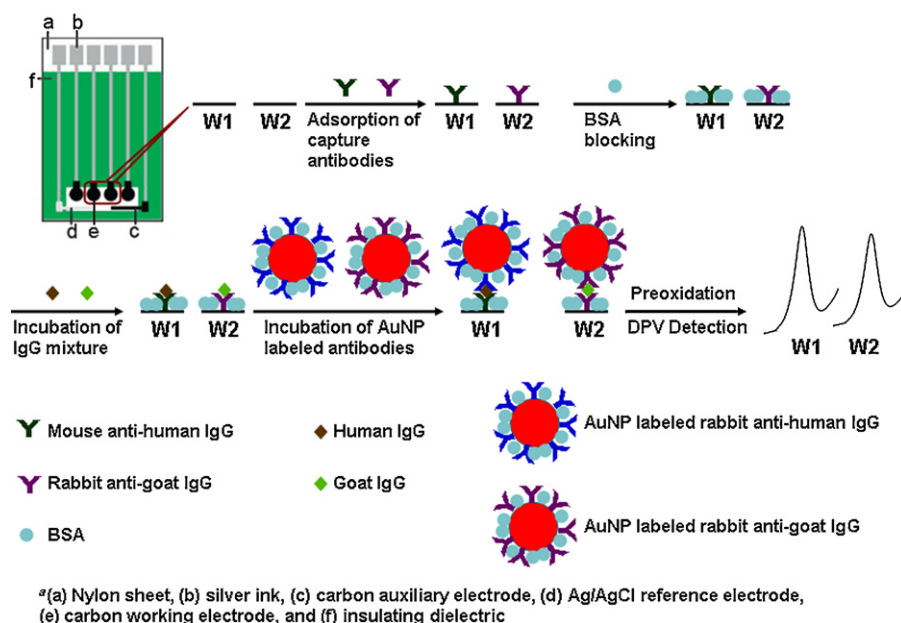 a b
f
d e c
W1 W2
Adsorption of
capture
antibodies
W1 W2
BSA
blocking
W1 W2
Incubation of
IgG mixture
W1 W2
Incubation of AuNP
labeled antibodies
W1 W2
Preoxidation
DPV Detection
W1 W2
Mouse anti-human IgG
Human IgG
AuNP labeled rabbit anti-human IgG
Rabbit anti-goat IgG
Goat IgG
BSA
AuNP labeled rabbit anti-goat IgG
a(a) Nylon sheet, (b) silver ink, (c) carbon auxiliary electrode, (d) Ag/AgCl reference electrode,
(e) carbon working electrode, and (f) insulating dielectric